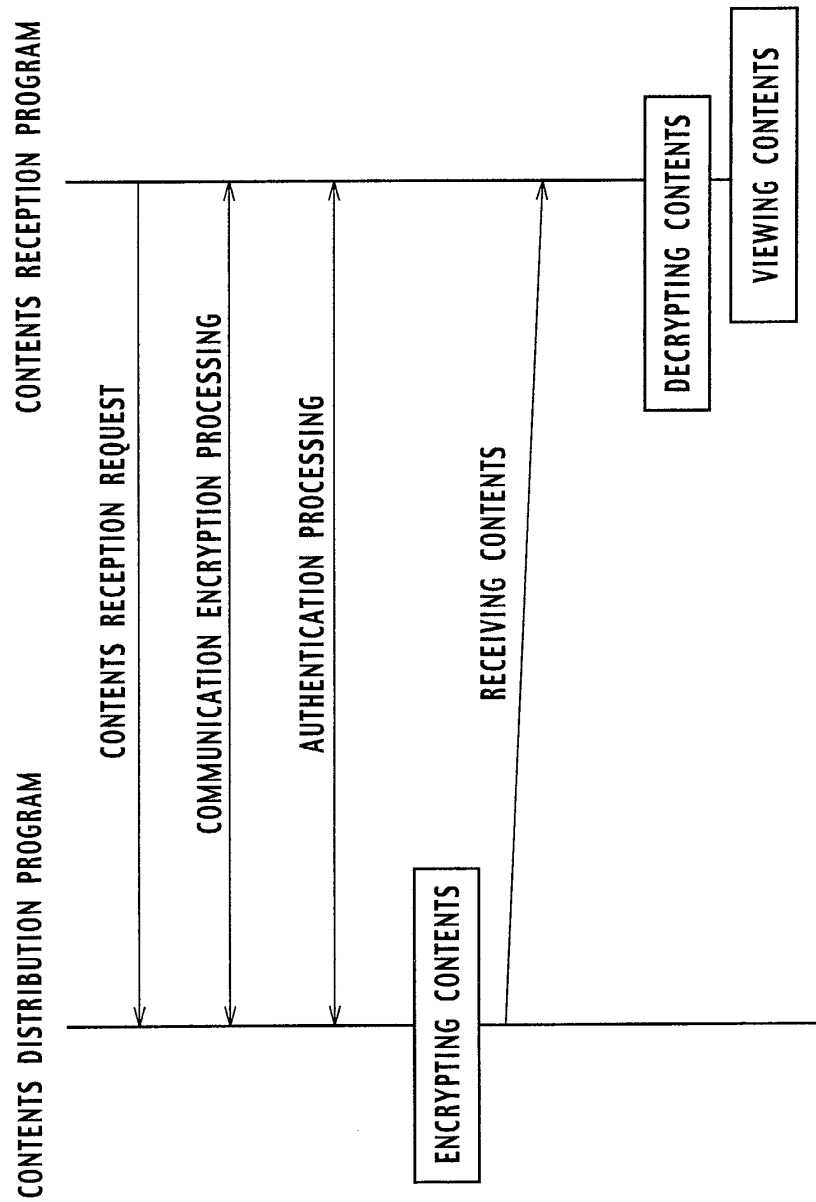 CONTENTS DISTRIBUTION PROGRAM
CONTENTS RECEPTION PROGRAM
CONTENTS RECEPTION REQUEST
COMMUNICATION ENCRYPTION PROCESSING
AUTHENTICATION PROCESSING
ENCRYPTING CONTENTS
RECEIVING CONTENTS
DECRYPTING CONTENTS
VIEWING CONTENTS